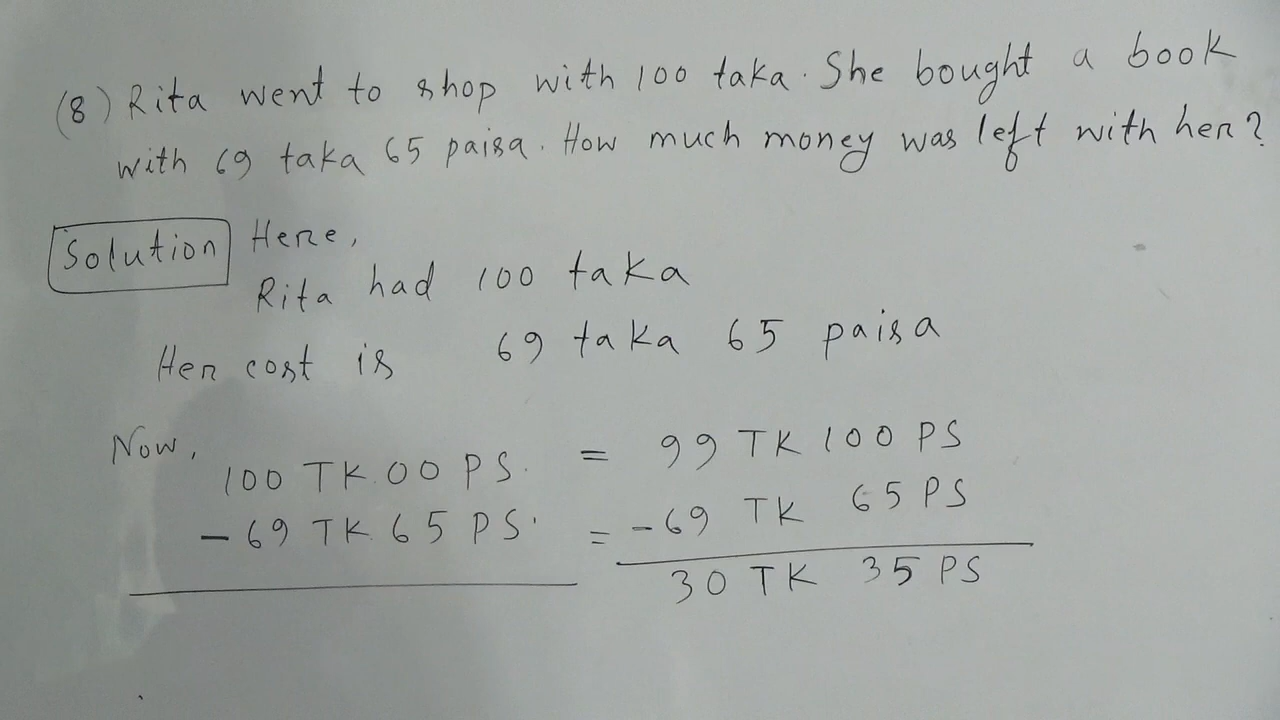 (8) Rita went to shop with 100 taka. She bought a book
with 69 taka 65 paisa. How much money was left with her?
Solution Here,
Rita had 100 taka
Her cost is 69 taka 65 paisa
Now,
100 TK. 00 PS. = 99 TK 100 PS
- 69 TK. 65 PS. = - 69 TK 65 PS
30 TK 35 PS